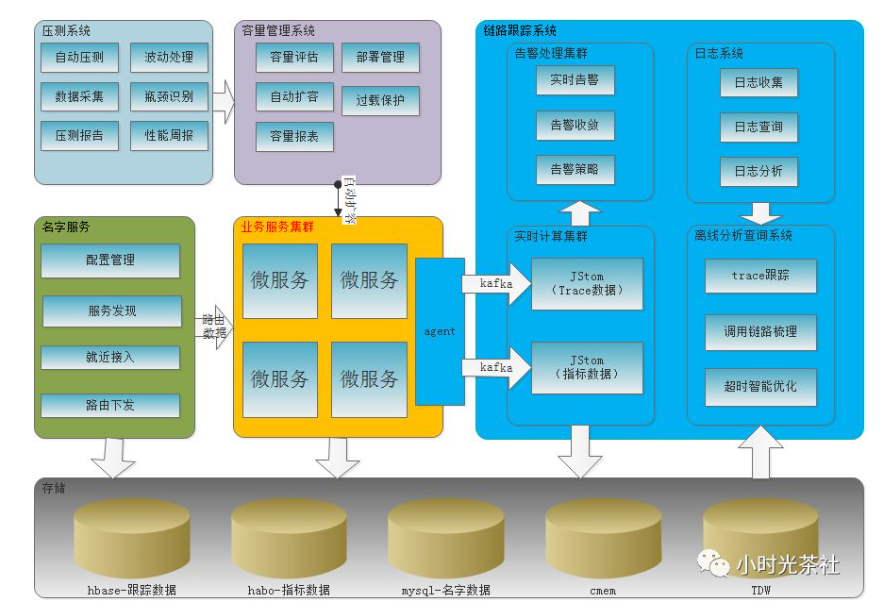 压测系统
自动压测
波动处理
数据采集
瓶颈识别
压测报告
性能周报
容量管理系统
容量评估
部署管理
自动扩容
过载保护
容量报表
自动扩容
链路跟踪系统
告警处理集群
实时告警
告警收敛
告警策略
日志系统
日志收集
日志查询
日志分析
名字服务
配置管理
服务发现
就近接入
路由下发
路由
数据
业务服务集群
微服务
微服务
微服务
微服务
agent
kafka
kafka
实时计算集群
JStom
(Trace数据)
JStom
(指标数据)
离线分析查询系统
trace跟踪
调用链路梳理
超时智能优化
存储
hbase-跟踪数据
habo-指标数据
mysql-名字数据
cmem
TDW
小时光茶社